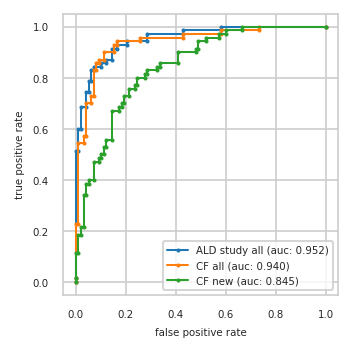 1.0
0.8
0.6
0.4
0.2
0.0
true positive rate
ALD study all (auc: 0.952)
CF all (auc: 0.940)
CF new (auc: 0.845)
0.0 0.2 0.4 0.6 0.8 1.0
false positive rate